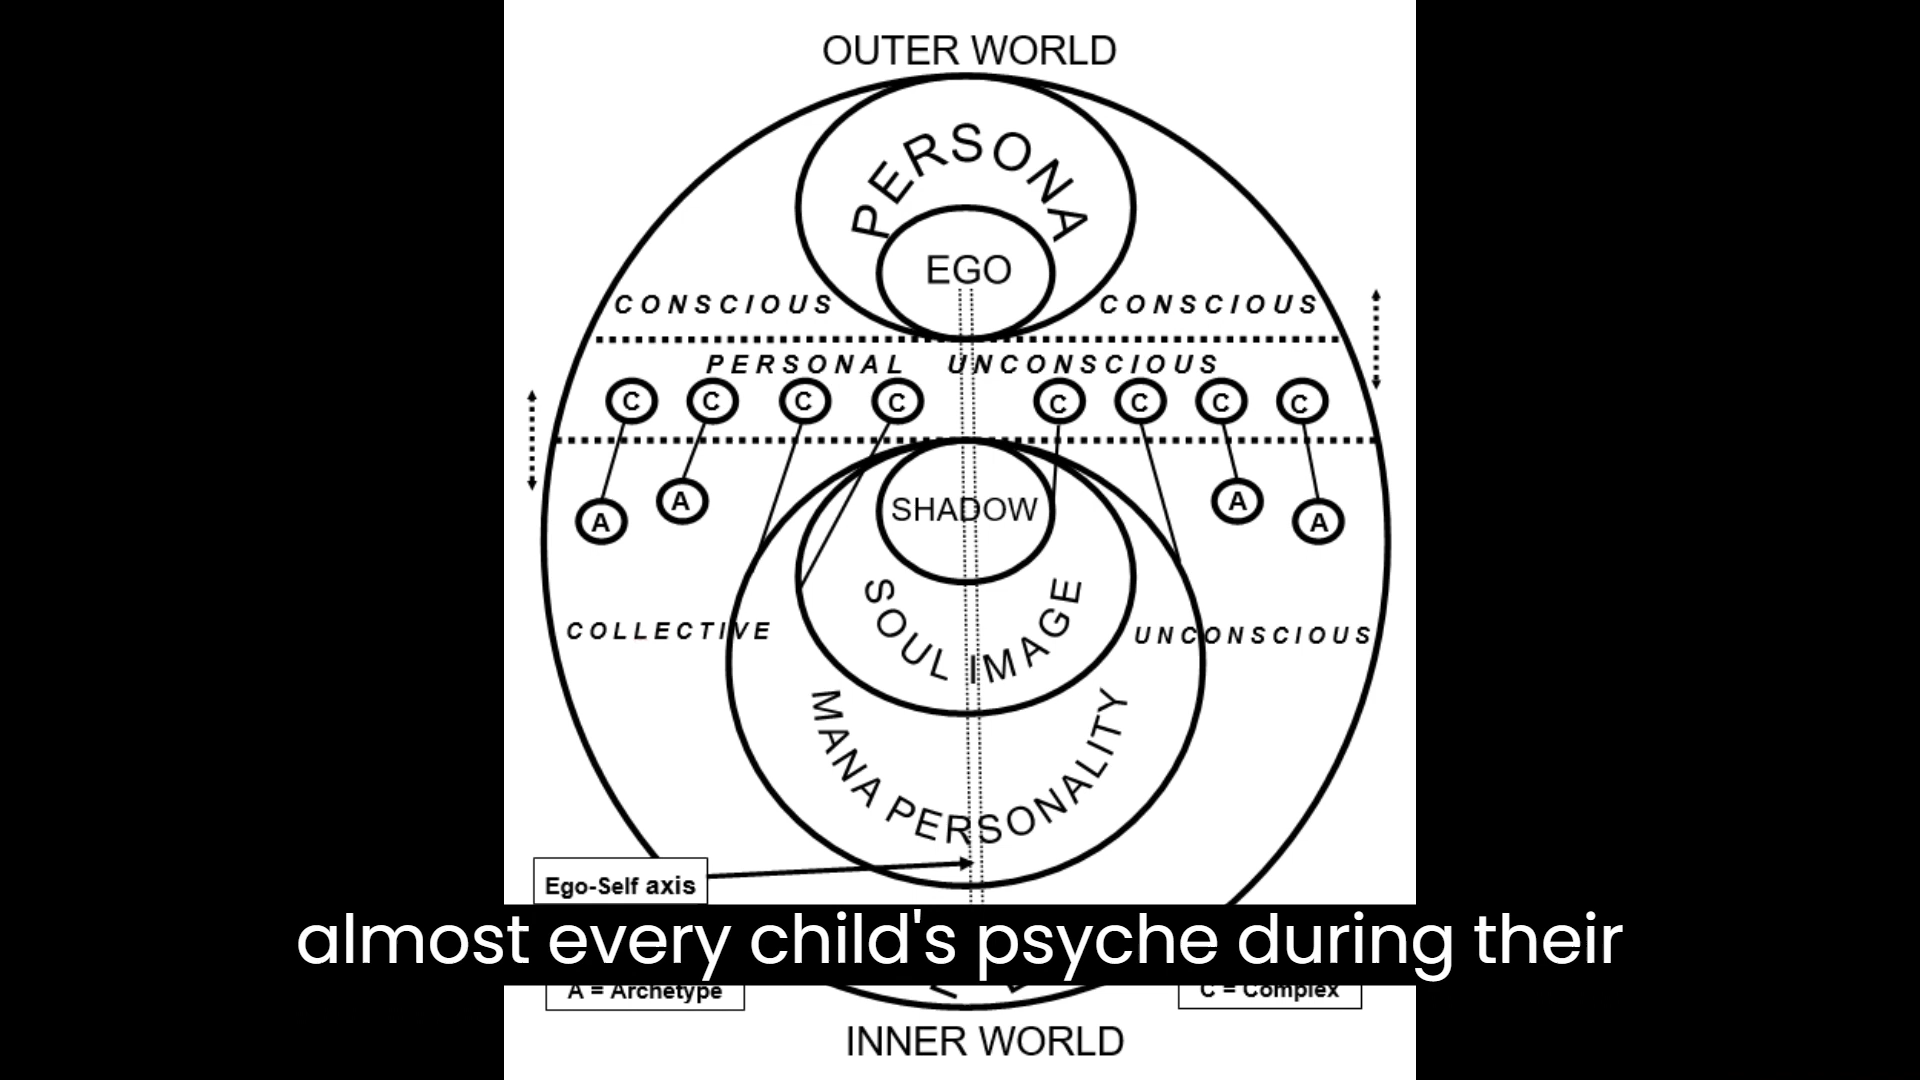 OUTER WORLD
PERSONA
EGO
CONSCIOUS CONSCIOUS
PERSONAL UNCONSCIOUS
C C C C C C C C
SHADOW
A A A A
SOUL IMAGE
COLLECTIVE UNCONSCIOUS
MANA PERSONALITY
Ego-Self axis
almost every child's psyche during their
A = Archetype C = Complex
INNER WORLD